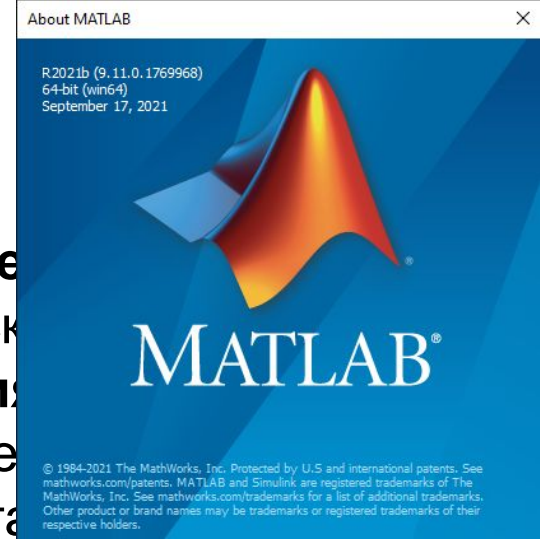 About MATLAB
R2021b (9.11.0.1769968)
64-bit (win64)
September 17, 2021
®
MATLAB®
© 1984-2021 The MathWorks, Inc. Protected by U.S and international patents. See
mathworks.com/patents. MATLAB and Simulink are registered trademarks of The
MathWorks, Inc. See mathworks.com/trademarks for a list of additional trademarks.
Other product or brand names may be trademarks or registered trademarks of their
respective holders.